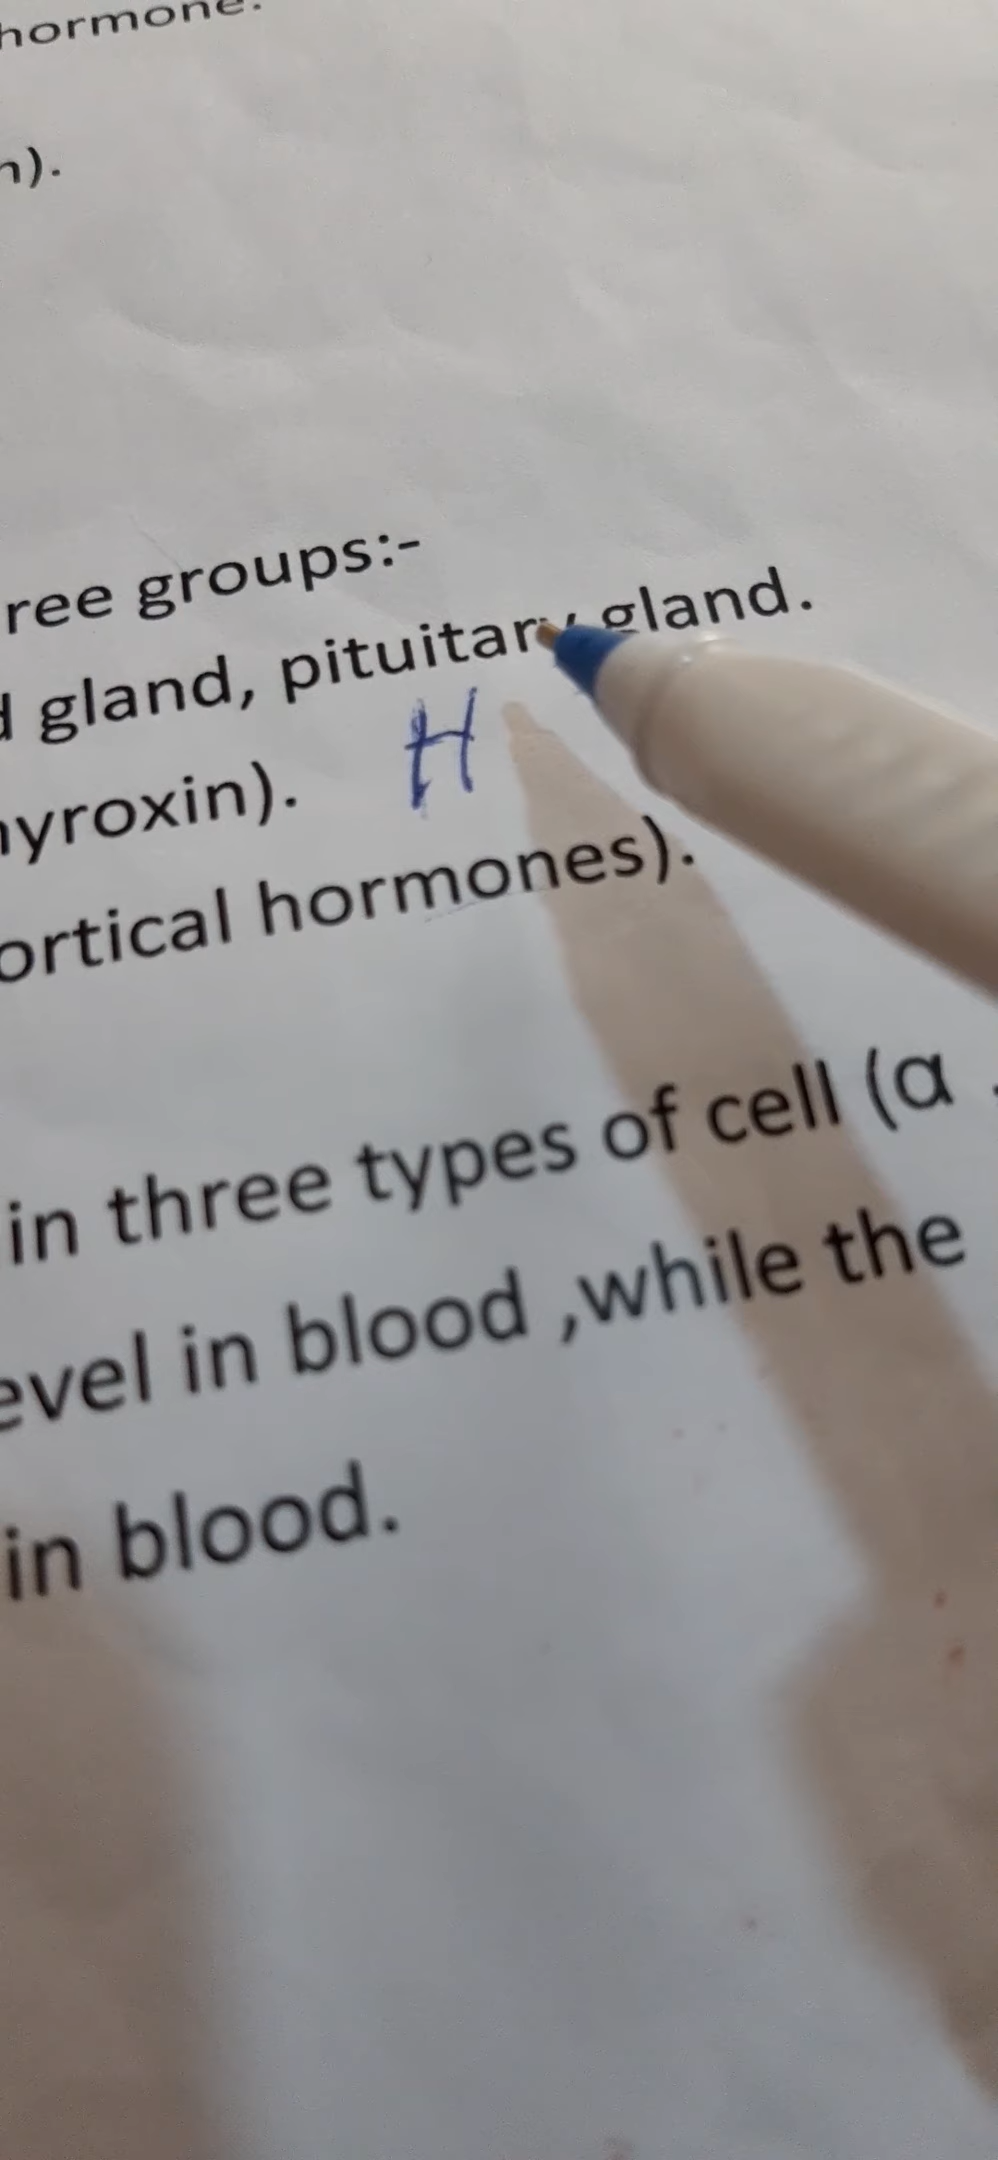 hormone.
n).
ree groups:-
d gland, pituitary gland.
H
hyroxin).
ortical hormones).
in three types of cell (α
evel in blood ,while the
in blood.